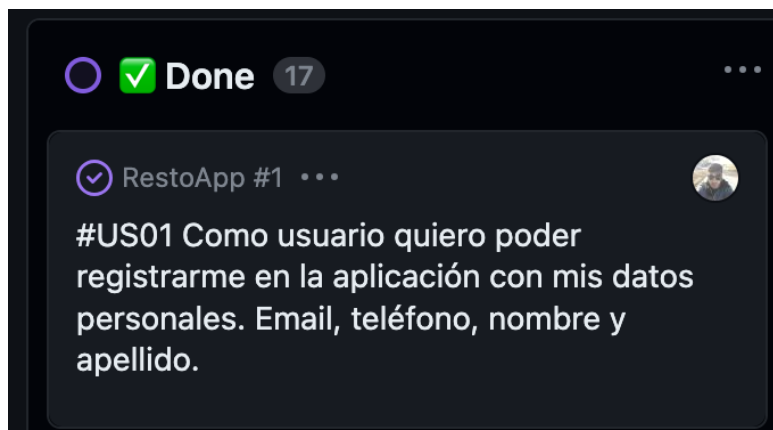 ✅ Done 17
RestoApp #1
#US01 Como usuario quiero poder
registrarme en la aplicación con mis datos
personales. Email, teléfono, nombre y
apellido.